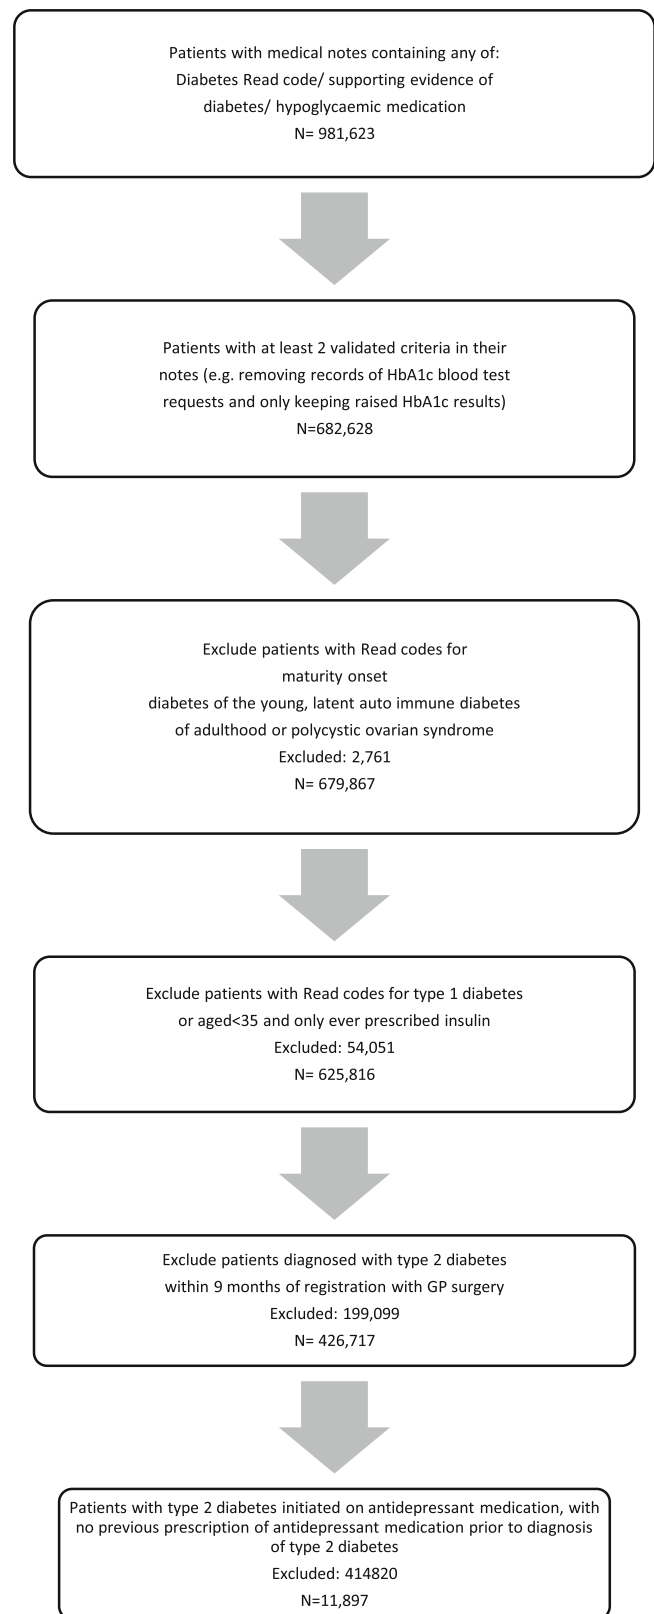 Patients with medical notes containing any of:
Diabetes Read code/ supporting evidence of
diabetes/ hypoglycaemic medication
N= 981,623
Patients with at least 2 validated criteria in their
notes (e.g. removing records of HbA1c blood test
requests and only keeping raised HbA1c results)
N=682,628
Exclude patients with Read codes for
maturity onset
diabetes of the young, latent auto immune diabetes
of adulthood or polycystic ovarian syndrome
Excluded: 2,761
N= 679,867
Exclude patients with Read codes for type 1 diabetes
or aged<35 and only ever prescribed insulin
Excluded: 54,051
N= 625,816
Exclude patients diagnosed with type 2 diabetes
within 9 months of registration with GP surgery
Excluded: 199,099
N= 426,717
Patients with type 2 diabetes initiated on antidepressant medication, with
no previous prescription of antidepressant medication prior to diagnosis
of type 2 diabetes
Excluded: 414820
N=11,897